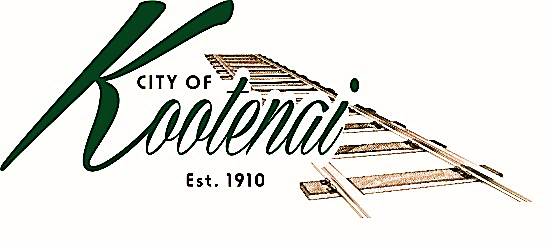 CITY OF
Kootenai
Est. 1910